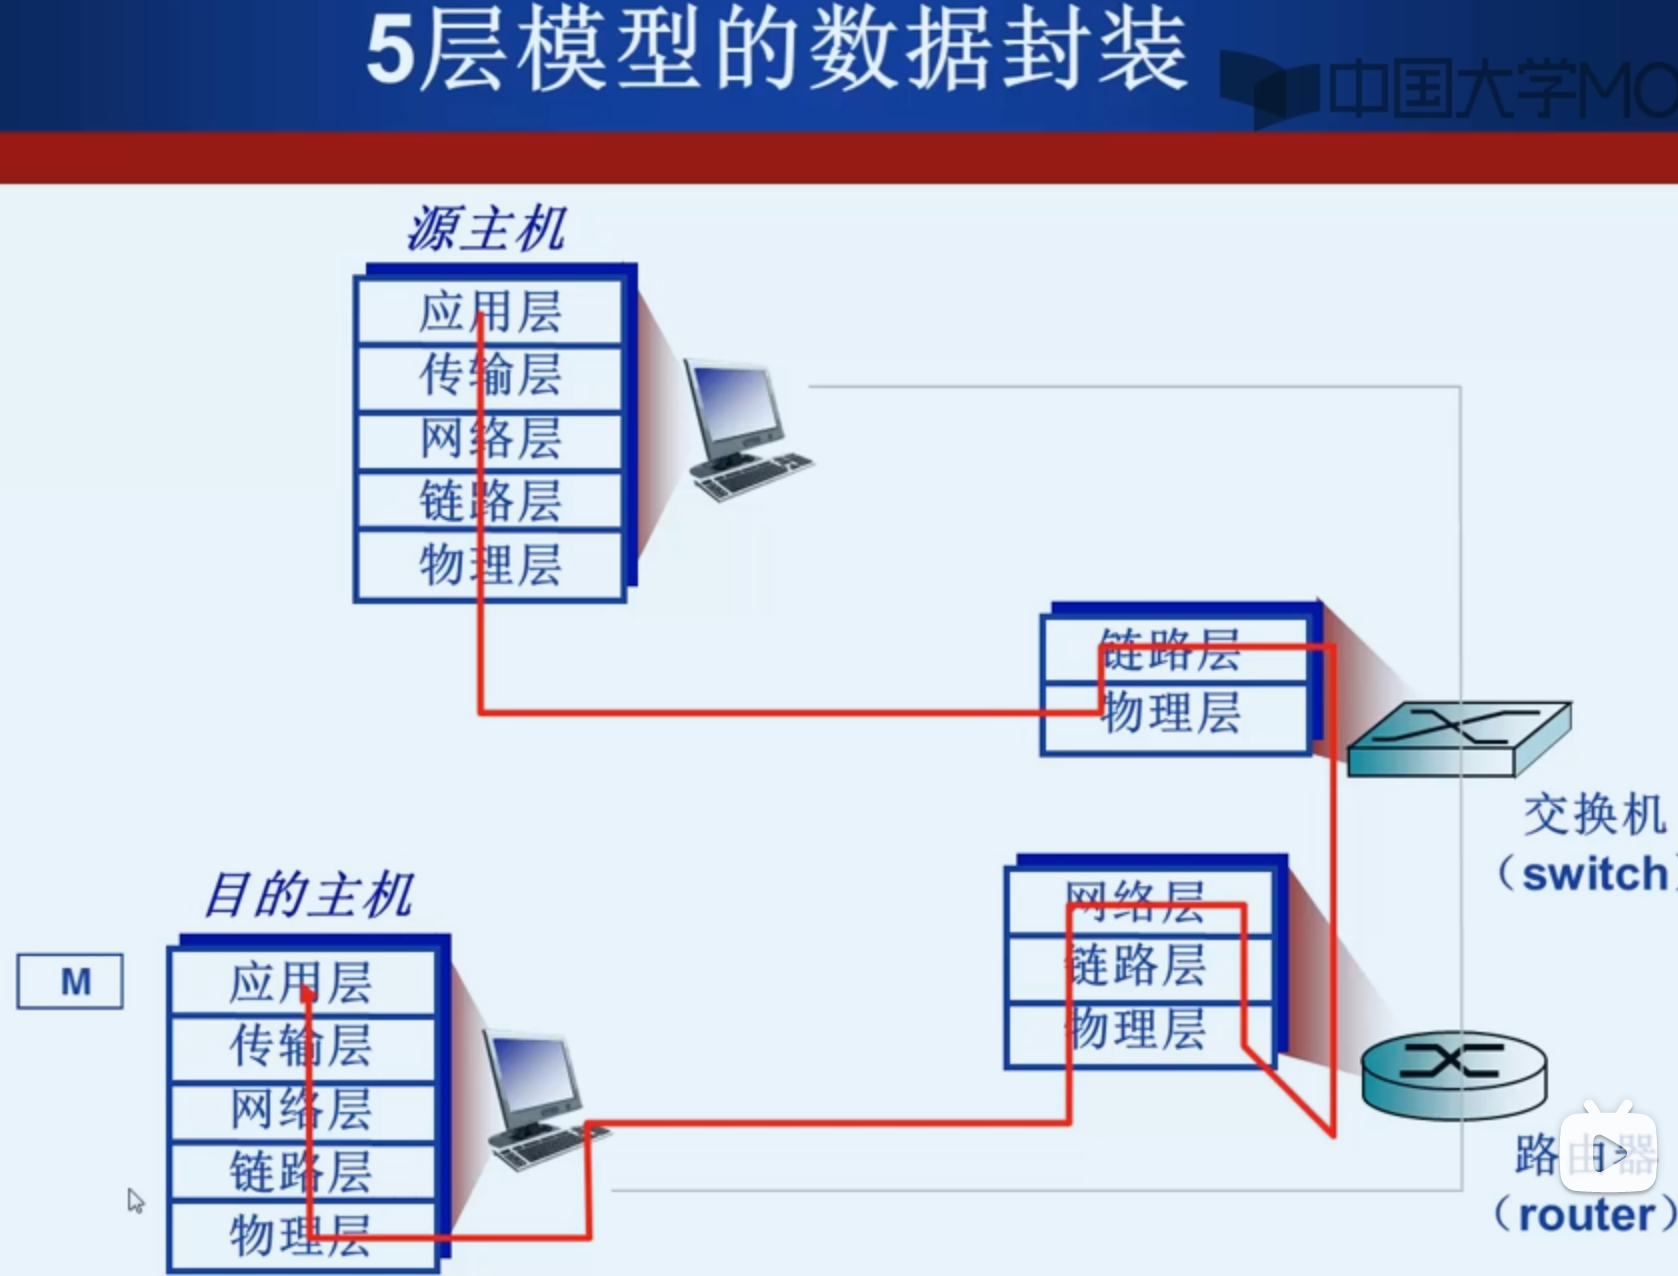 5层模型的数据封装
中国大学MO
源主机
应用层
传输层
网络层
链路层
物理层
链路层
物理层
交换机
（switch）
网络层
链路层
物理层
路由器
（router）
目的主机
M
应用层
传输层
网络层
链路层
物理层